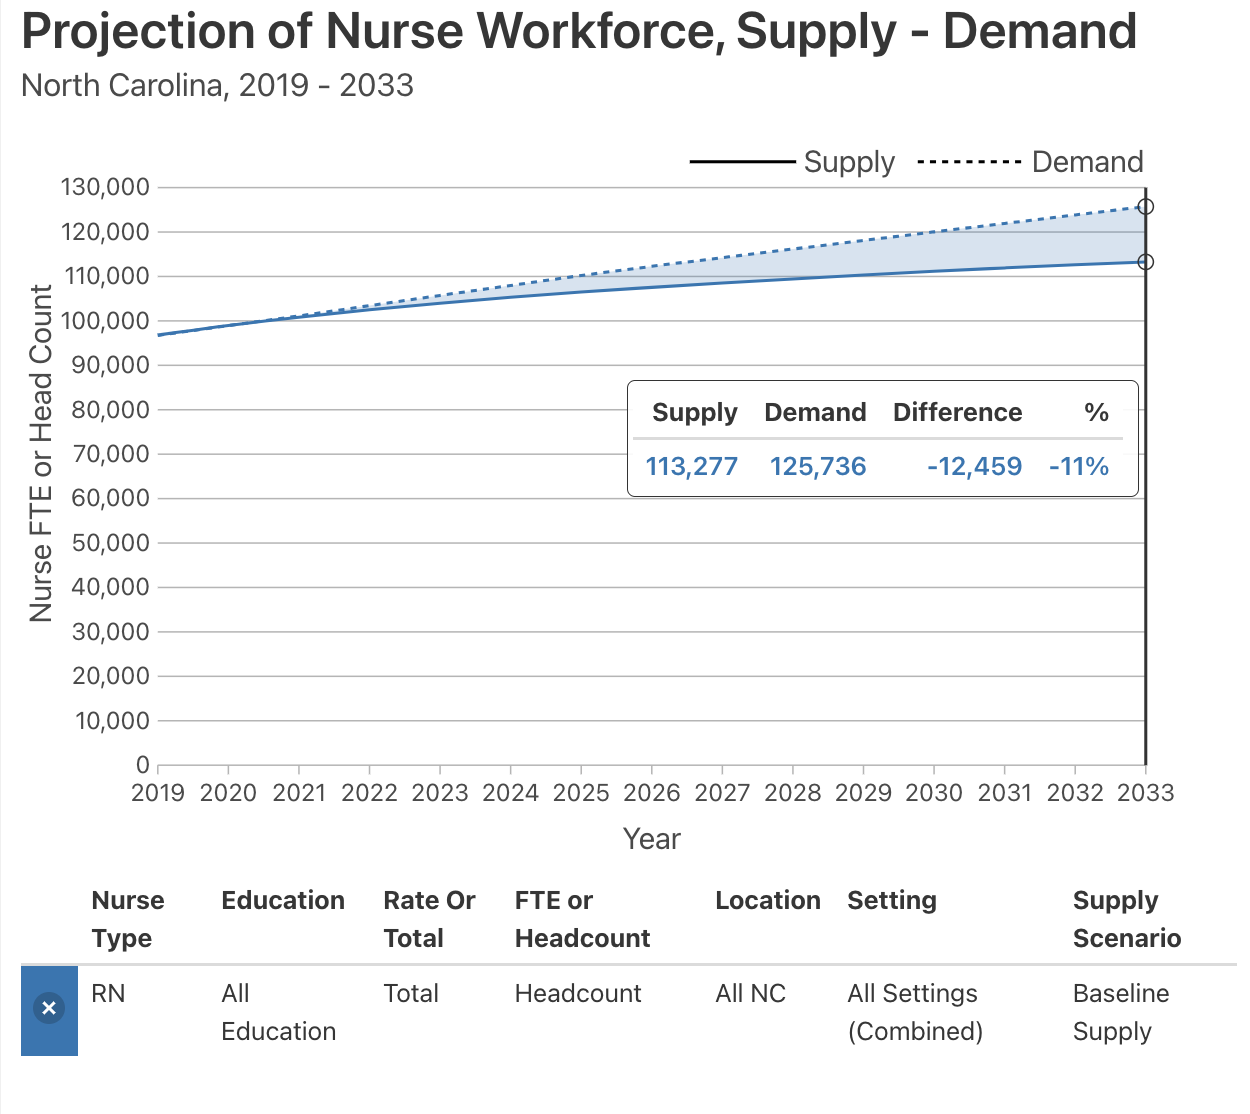 Projection of Nurse Workforce, Supply - Demand
North Carolina, 2019 - 2033
Supply Demand
130,000
120,000
110,000
100,000
90,000
80,000
70,000
60,000
50,000
40,000
30,000
20,000
10,000
0
Nurse FTE or Head Count
Supply Demand Difference %
113,277 125,736 -12,459 -11%
2019 2020 2021 2022 2023 2024 2025 2026 2027 2028 2029 2030 2031 2032 2033
Year
Nurse Education Rate Or FTE or Location Setting Supply
Type Total Headcount Scenario
RN All Total Headcount All NC All Settings Baseline
Education (Combined) Supply